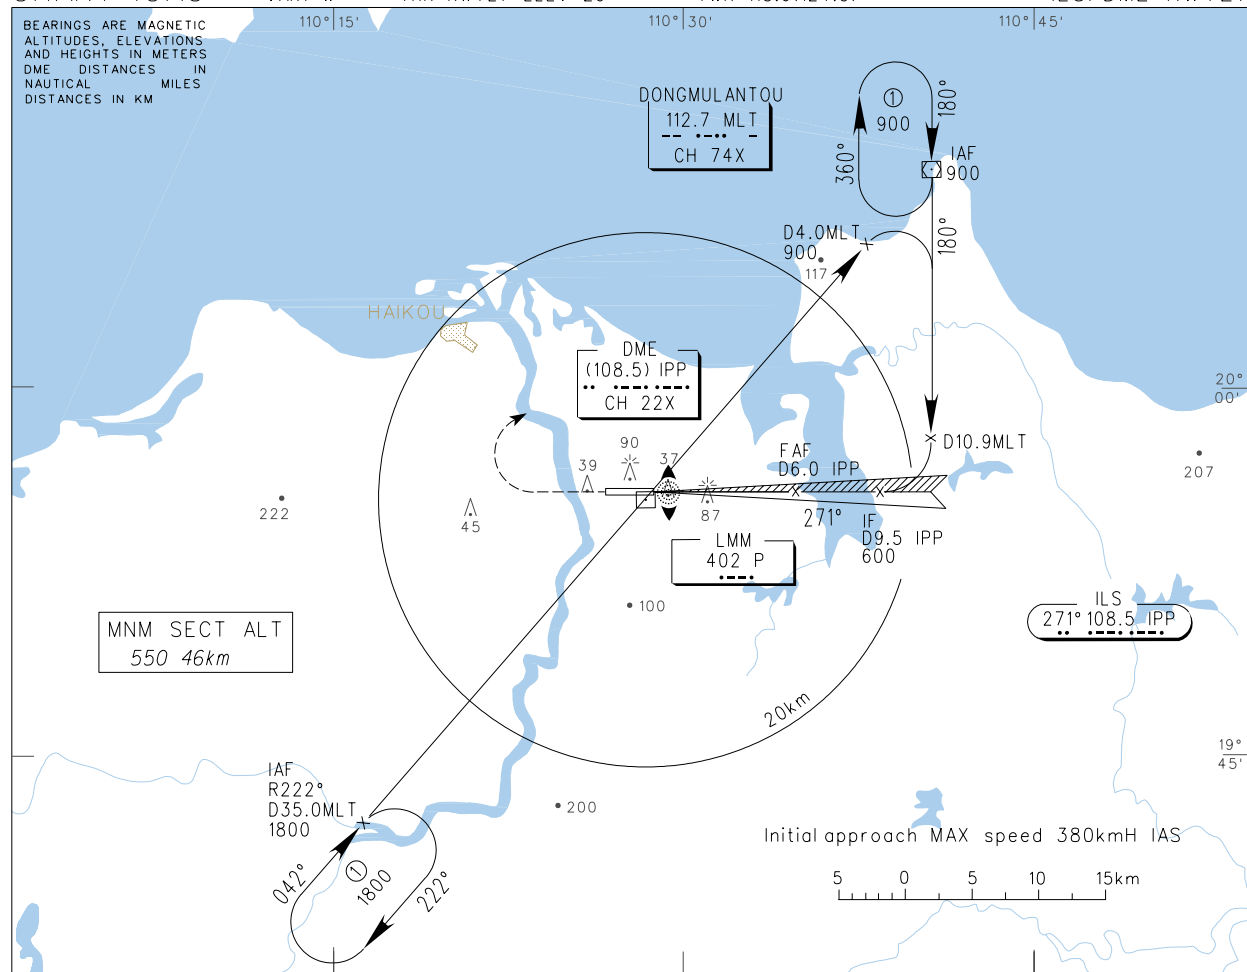 110°15'
110°30'
110°45'
BEARINGS ARE MAGNETIC
ALTITUDES, ELEVATIONS
AND HEIGHTS IN METERS
DME DISTANCES IN
NAUTICAL MILES
DISTANCES IN KM
DONGMULANTOU
112.7 MLT
CH 74X
1
900
180°
360°
IAF
900
180°
D4.0MLT
900
117
HAIKOU
DME
(108.5) IPP
CH 22X
20°
00'
D10.9MLT
90
39
37
87
45
222
207
FAF
D6.0 IPP
271°
IF
D9.5 IPP
600
LMM
402 P
100
ILS
271° 108.5 IPP
MNM SECT ALT
550 46km
20km
19°
45'
IAF
R222°
D35.0MLT
1800
200
042°
1
1800
222°
Initial approach MAX speed 380kmH IAS
5 0 5 10 15km